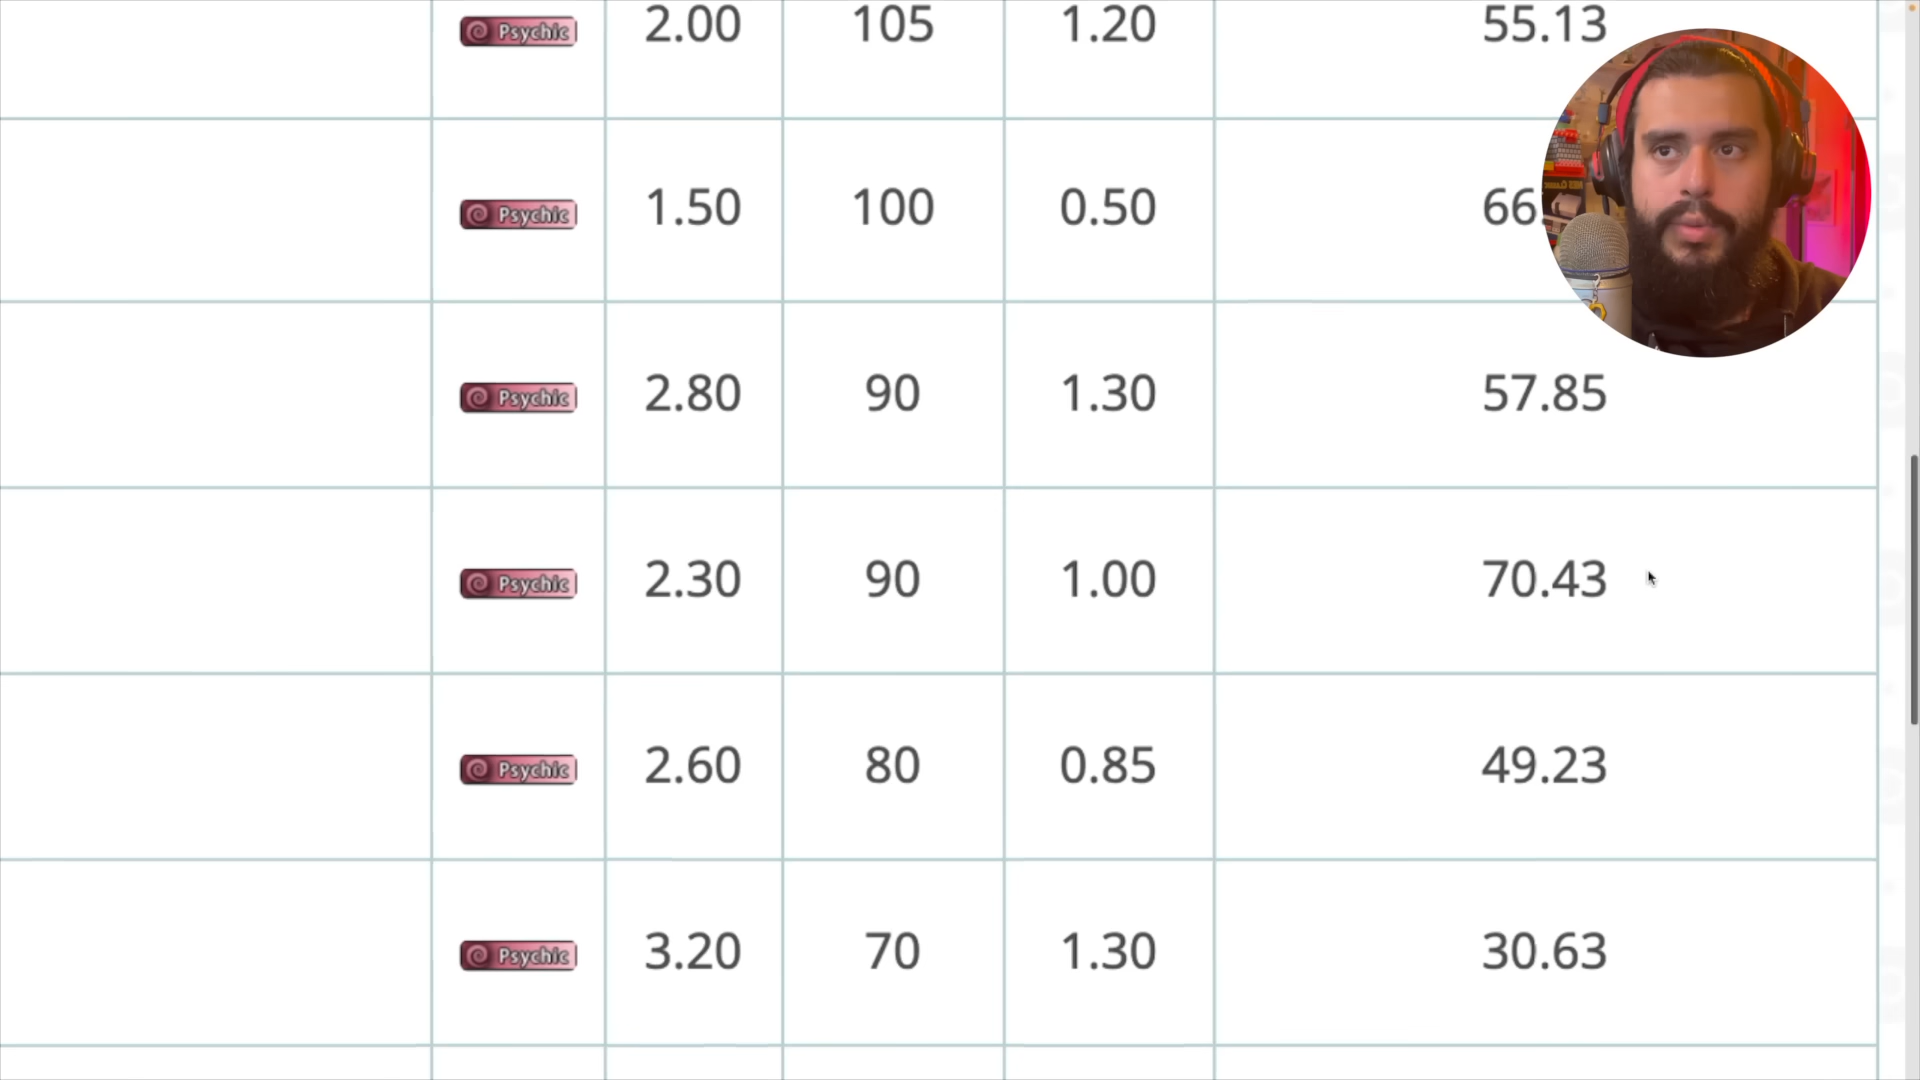 Psychic 2.00 105 1.20 55.13
Psychic 1.50 100 0.50 66
Psychic 2.80 90 1.30 57.85
Psychic 2.30 90 1.00 70.43
Psychic 2.60 80 0.85 49.23
Psychic 3.20 70 1.30 30.63